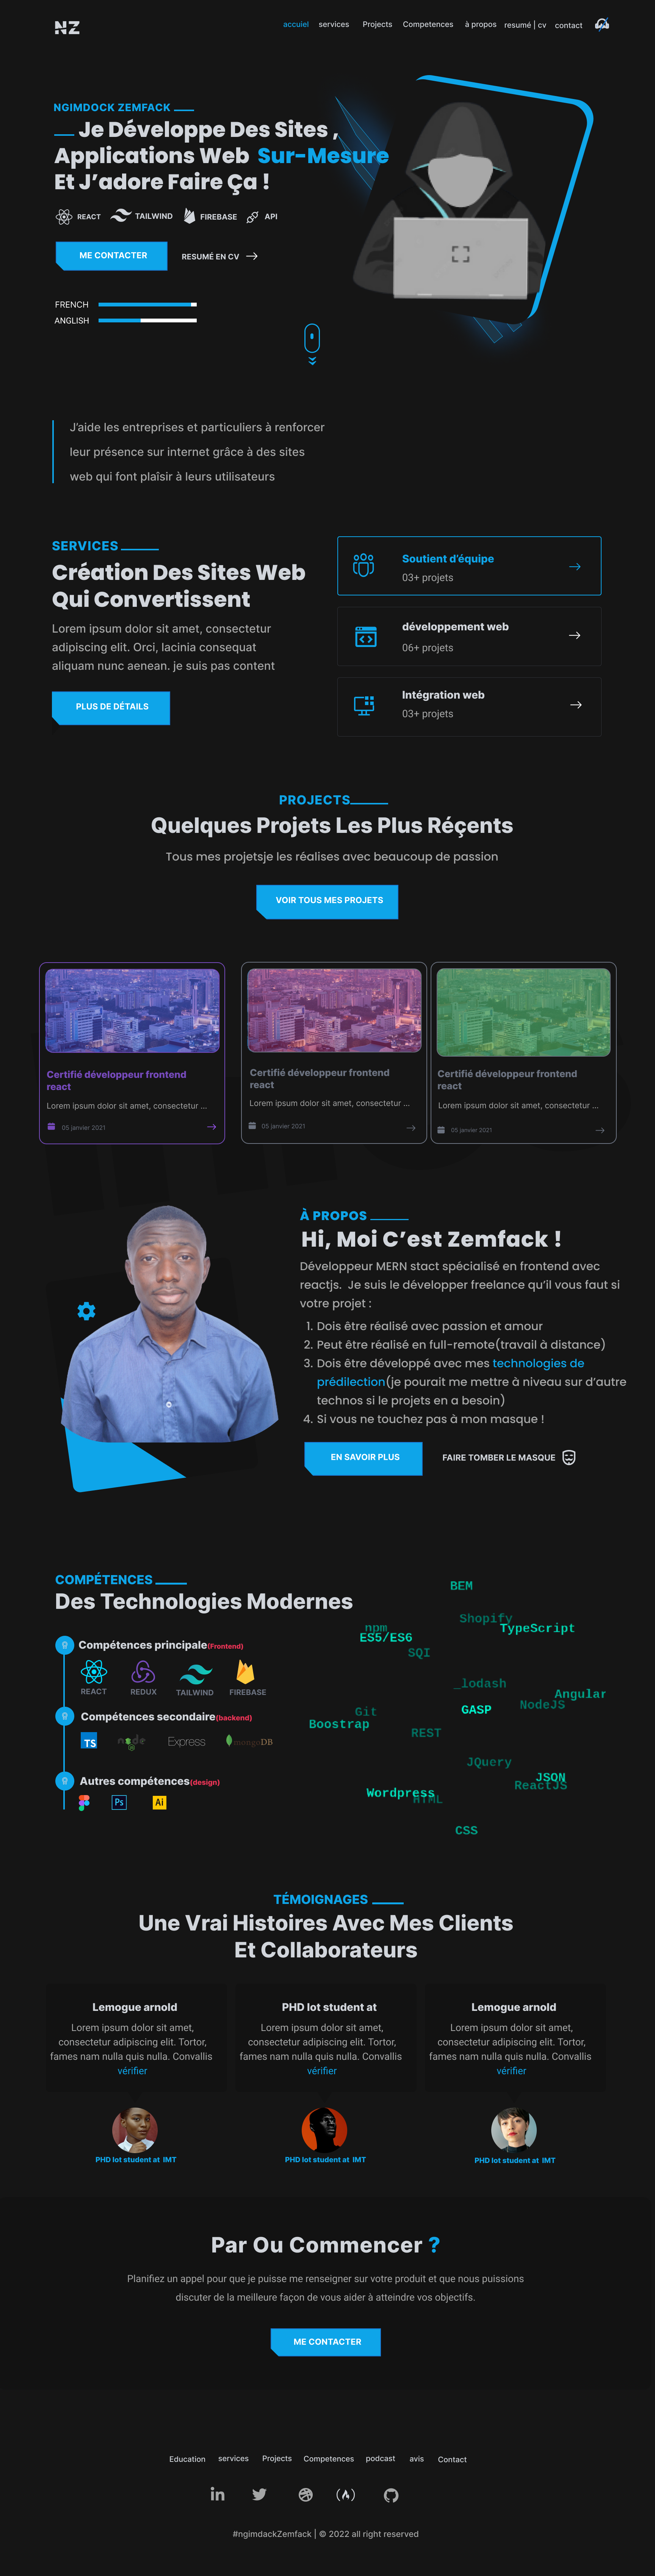 NZ
accuiel services Projects Competences à propos resumé | cv contact
NGIMDOCK ZEMFACK
Je Développe Des Sites ,
Applications Web Sur-Mesure
Et J’adore Faire Ça !
REACT TAILWIND FIREBASE API
ME CONTACTER RESUMÉ EN CV
FRENCH
ANGLISH
J’aide les entreprises et particuliers à renforcer
leur présence sur internet grâce à des sites
web qui font plaîsir à leurs utilisateurs
SERVICES
Création Des Sites Web
Qui Convertissent
Lorem ipsum dolor sit amet, consectetur
adipiscing elit. Orci, lacinia consequat
aliquam nunc aenean. je suis pas content
PLUS DE DÉTAILS
Soutient d’équipe
03+ projets
développement web
06+ projets
Intégration web
03+ projets
PROJECTS
Quelques Projets Les Plus Réçents
Tous mes projetsje les réalises avec beaucoup de passion
VOIR TOUS MES PROJETS
Certifié développeur frontend
react
Lorem ipsum dolor sit amet, consectetur ...
05 janvier 2021
Certifié développeur frontend
react
Lorem ipsum dolor sit amet, consectetur ...
05 janvier 2021
Certifié développeur frontend
react
Lorem ipsum dolor sit amet, consectetur ...
05 janvier 2021
À PROPOS
Hi, Moi C’est Zemfack !
Développeur MERN stact spécialisé en frontend avec
reactjs. Je suis le développer freelance qu’il vous faut si
votre projet :
1. Dois être réalisé avec passion et amour
2. Peut être réalisé en full-remote(travail à distance)
3. Dois être développé avec mes technologies de
prédilection(je pourait me mettre à niveau sur d’autre
technos si le projets en a besoin)
4. Si vous ne touchez pas à mon masque !
EN SAVOIR PLUS FAIRE TOMBER LE MASQUE
COMPÉTENCES
Des Technologies Modernes
Compétences principale(Frontend)
REACT REDUX TAILWIND FIREBASE
Compétences secondaire(backend)
TS node JS Express mongoDB
Autres compétences(design)
Ps Ai
BEM
Shopify
TypeScript
npm
ES5/ES6
SQI
_lodash
Angular
NodeJS
GASP
Git
Boostrap
REST
JQuery
JSON
ReactJS
Wordpress
HTML
CSS
TÉMOIGNAGES
Une Vrai Histoires Avec Mes Clients
Et Collaborateurs
Lemogue arnold
Lorem ipsum dolor sit amet,
consectetur adipiscing elit. Tortor,
fames nam nulla quis nulla. Convallis
vérifier
PHD lot student at IMT
PHD lot student at
Lorem ipsum dolor sit amet,
consectetur adipiscing elit. Tortor,
fames nam nulla quis nulla. Convallis
vérifier
PHD lot student at IMT
Lemogue arnold
Lorem ipsum dolor sit amet,
consectetur adipiscing elit. Tortor,
fames nam nulla quis nulla. Convallis
vérifier
PHD lot student at IMT
Par Ou Commencer ?
Planifiez un appel pour que je puisse me renseigner sur votre produit et que nous puissions
discuter de la meilleure façon de vous aider à atteindre vos objectifs.
ME CONTACTER
Education services Projects Competences podcast avis Contact
in
#ngimdackZemfack | © 2022 all right reserved